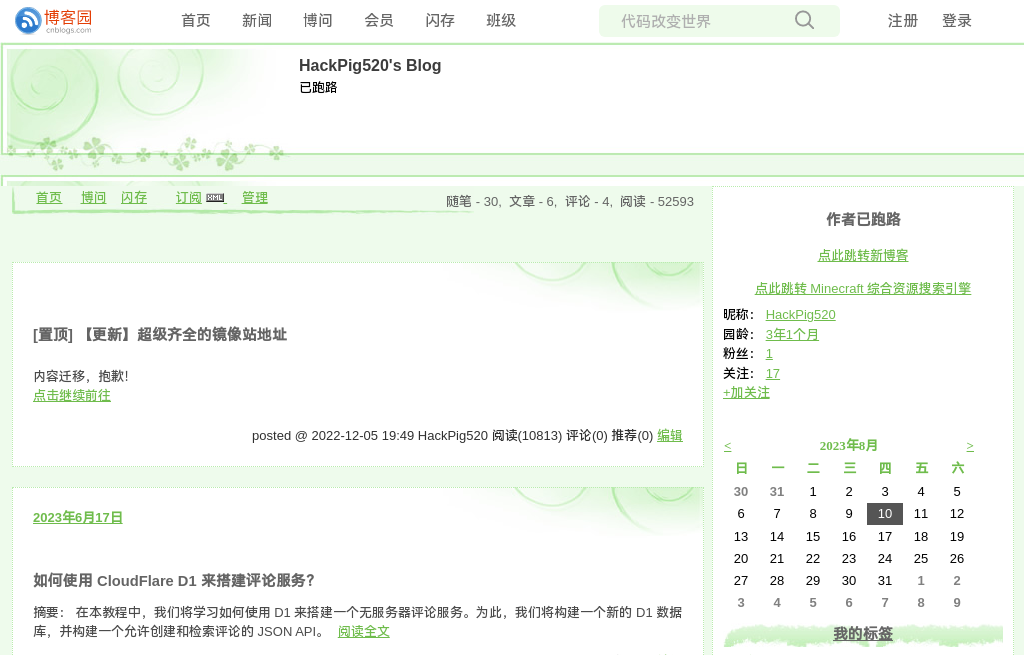 博客园
cnblogs.com
首页 新闻 博问 会员 闪存 班级
代码改变世界
注册 登录
HackPig520's Blog
已跑路
首页 博问 闪存 订阅 XML 管理
随笔 - 30, 文章 - 6, 评论 - 4, 阅读 - 52593
[置顶] 【更新】超级齐全的镜像站地址
内容迁移，抱歉！
点击继续前往
posted @ 2022-12-05 19:49 HackPig520 阅读(10813) 评论(0) 推荐(0) 编辑
2023年6月17日
如何使用 CloudFlare D1 来搭建评论服务？
摘要： 在本教程中，我们将学习如何使用 D1 来搭建一个无服务器评论服务。为此，我们将构建一个新的 D1 数据
库，并构建一个允许创建和检索评论的 JSON API。 阅读全文
作者已跑路
点此跳转新博客
点此跳转 Minecraft 综合资源搜索引擎
昵称： HackPig520
园龄： 3年1个月
粉丝： 1
关注： 17
+加关注
< 2023年8月 >
日 一 二 三 四 五 六
30 31 1 2 3 4 5
6 7 8 9 10 11 12
13 14 15 16 17 18 19
20 21 22 23 24 25 26
27 28 29 30 31 1 2
3 4 5 6 7 8 9
我的标签